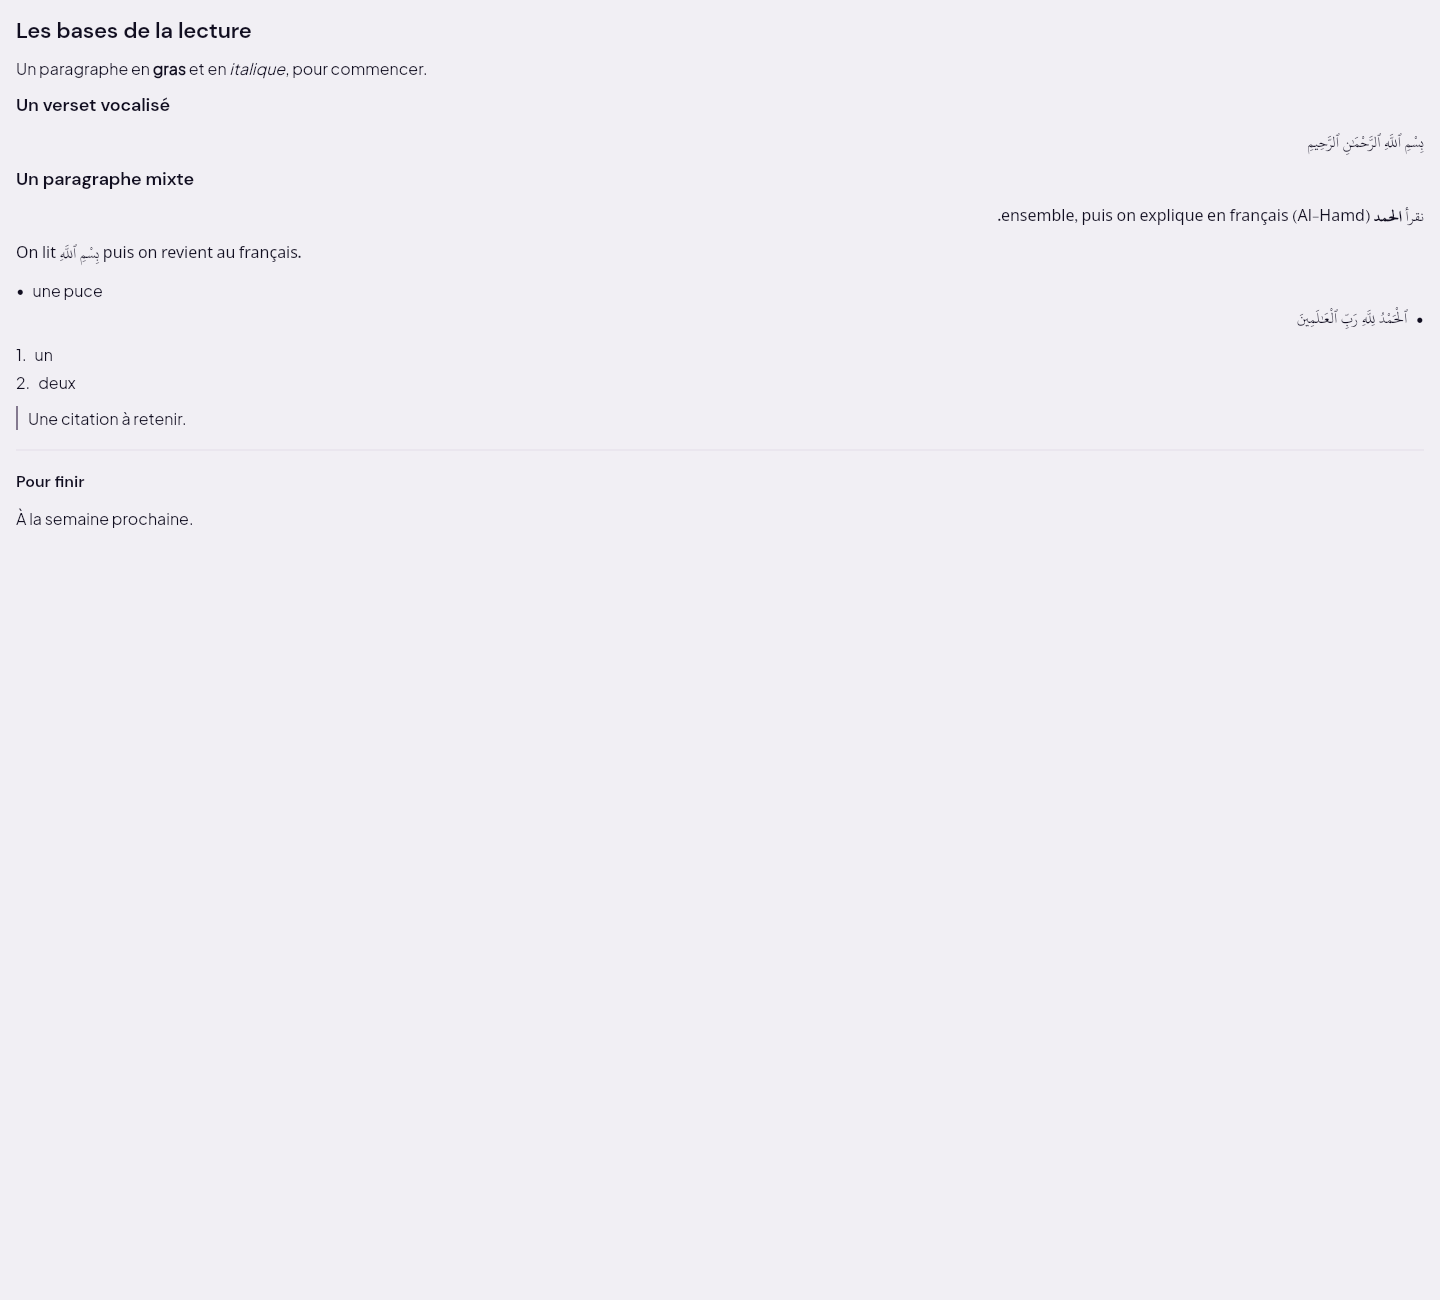 Les bases de la lecture
Un paragraphe en gras et en italique, pour commencer.
Un verset vocalisé
بِسْمِ ٱللَّهِ ٱلرَّحْمَٰنِ ٱلرَّحِيمِ
Un paragraphe mixte
نقرأ الحمد (Al-Hamd) ensemble, puis on explique en français.
On lit بِسْمِ ٱللَّهِ puis on revient au français.
• une puce
• ٱلْحَمْدُ لِلَّهِ رَبِّ ٱلْعَٰلَمِينَ
1. un
2. deux
Une citation à retenir.
Pour finir
À la semaine prochaine.